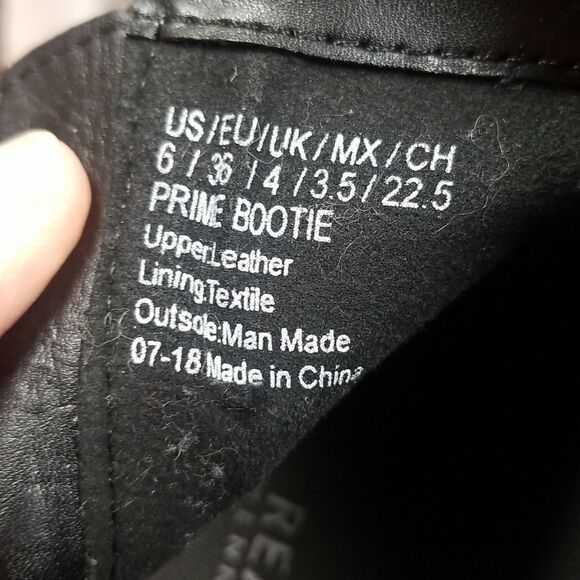 US/EU/UK/MX/CH
6/36/4/3.5/22.5
PRIME BOOTIE
Upper:Leather
Lining:Textile
Outsole:Man Made
07-18 Made in China